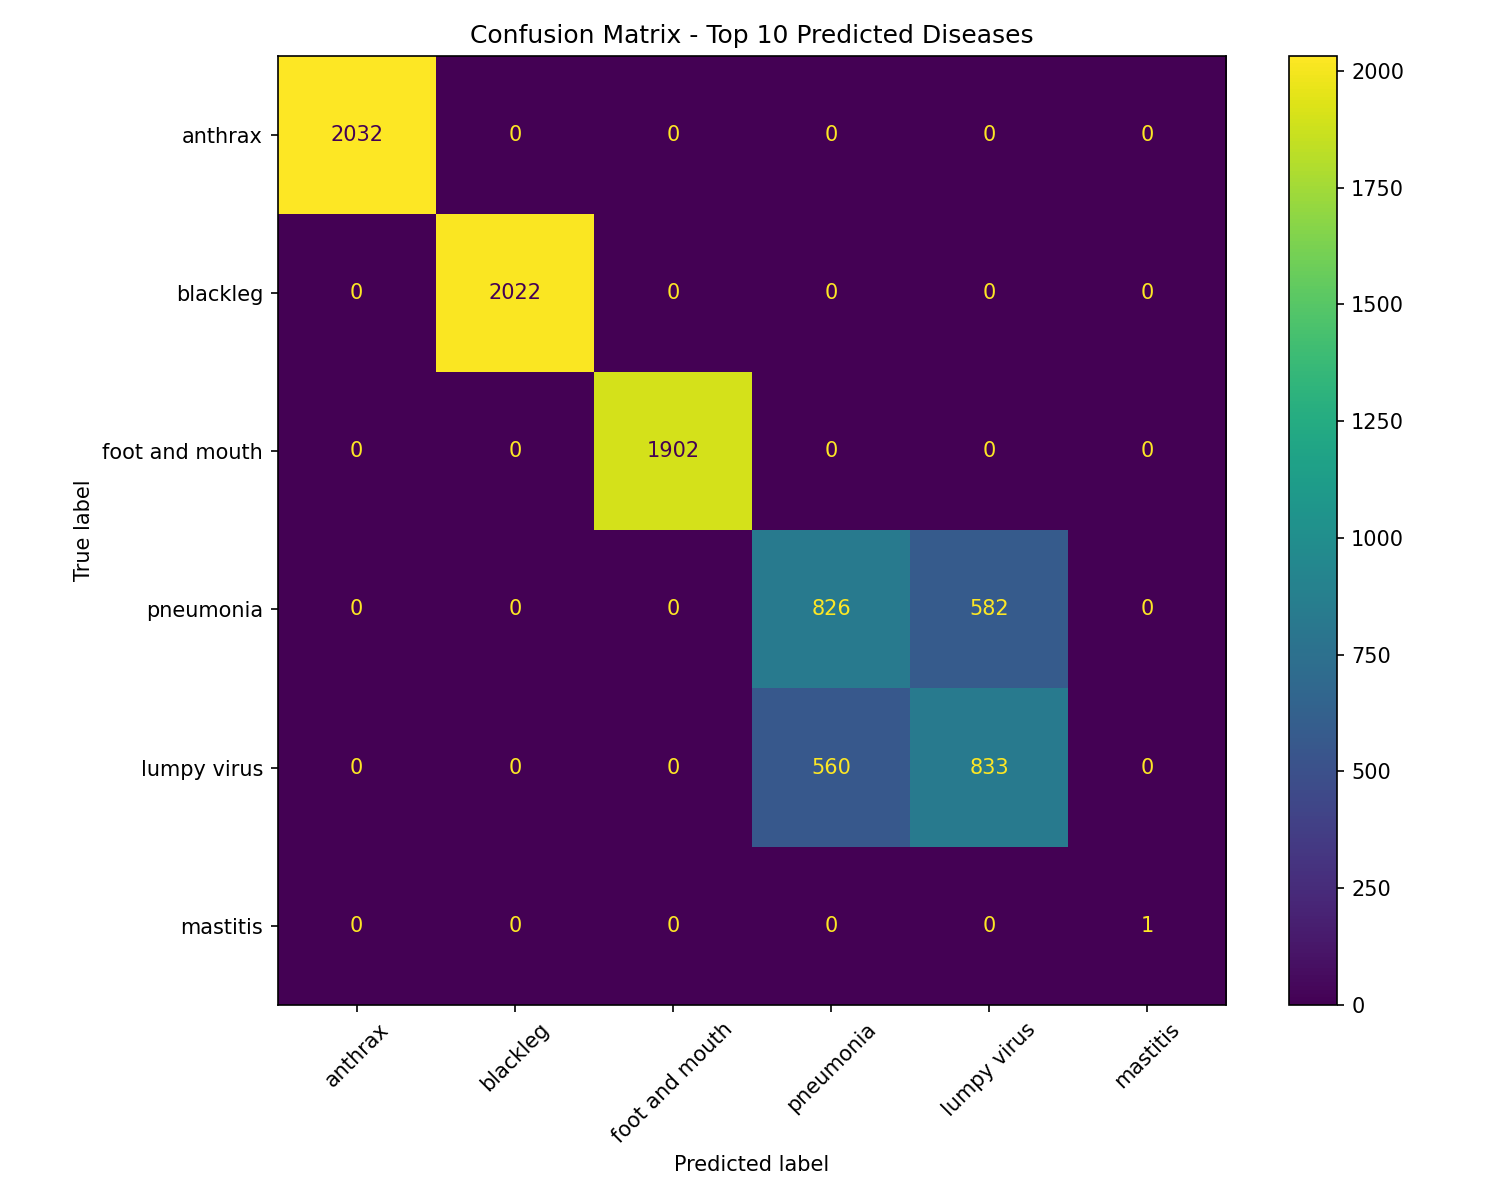 Confusion Matrix - Top 10 Predicted Diseases
anthrax 2032 0 0 0 0 0
blackleg 0 2022 0 0 0 0
foot and mouth 0 0 1902 0 0 0
pneumonia 0 0 0 826 582 0
lumpy virus 0 0 0 560 833 0
mastitis 0 0 0 0 0 1
True label
anthrax blackleg foot and mouth pneumonia lumpy virus mastitis
Predicted label
2000
1750
1500
1250
1000
750
500
250
0